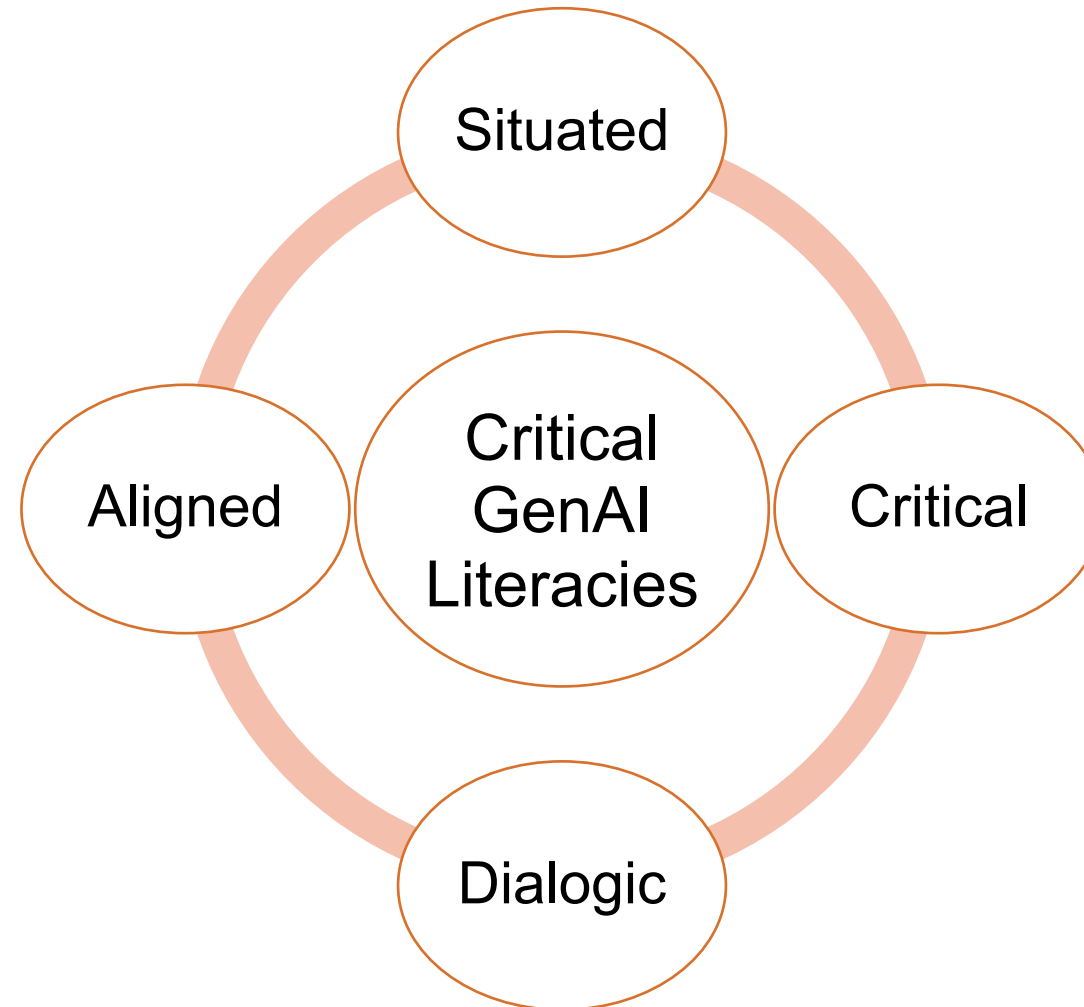 Situated
Aligned
Critical
GenAI
Literacies
Critical
Dialogic